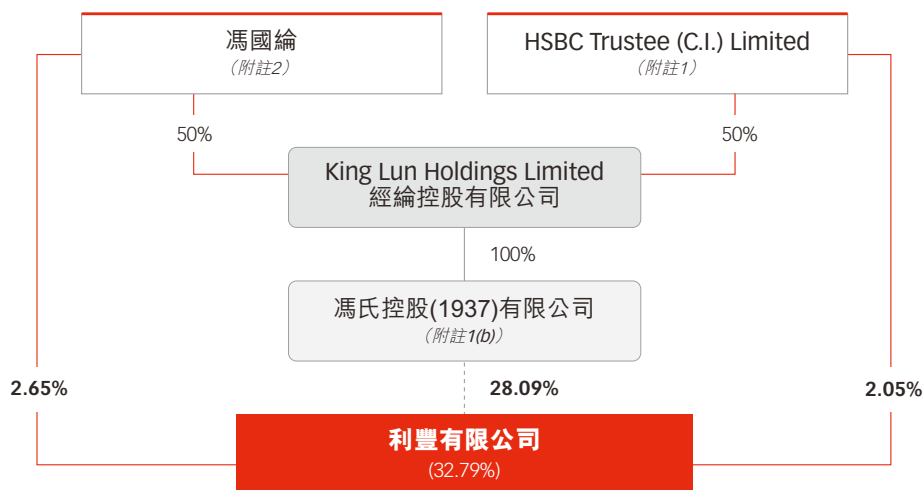 馮國綸
（附註2）
HSBC Trustee (C.I.) Limited
（附註1）
50%
50%
King Lun Holdings Limited
經綸控股有限公司
100%
馮氏控股(1937)有限公司
（附註1(b)）
2.65%
28.09%
2.05%
利豐有限公司
(32.79%)